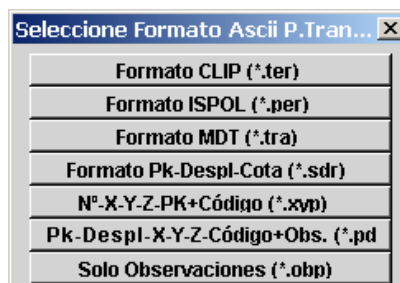 Seleccione Formato Ascii P.Tran...
Formato CLIP (*.ter)
Formato ISPOL (*.per)
Formato MDT (*.tra)
Formato Pk-Despl-Cota (*.sdr)
Nº-X-Y-Z-PK+Código (*.xyp)
Pk-Despl-X-Y-Z-Código+Obs. (*.pd
Solo Observaciones (*.obp)